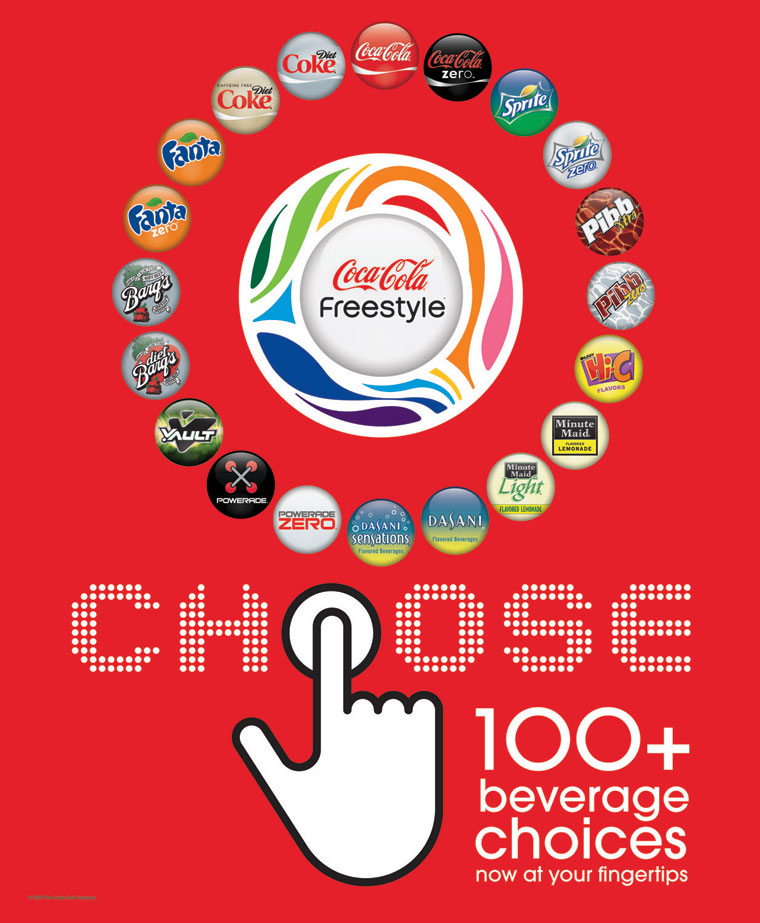 Coca-Cola
Coca-Cola
zero.
Sprite
Sprite
zero.
Pibb
Xtra
Pibb
Zero
Hi-C
FLAVORS
Minute
Maid
FLAVORED
LEMONADE
Minute
Maid
Light
FLAVORED LEMONADE
DASANI
Flavored Beverages
DASANI
sensations
Flavored Beverages
POWERADE
ZERO
POWERADE
VAULT
diet
Barq's
Barq's
Fanta
zero
Fanta
CAFFEINE FREE
Diet
Coke
Diet
Coke
Coca-Cola
Freestyle
CHOOSE
100+
beverage
choices
now at your fingertips